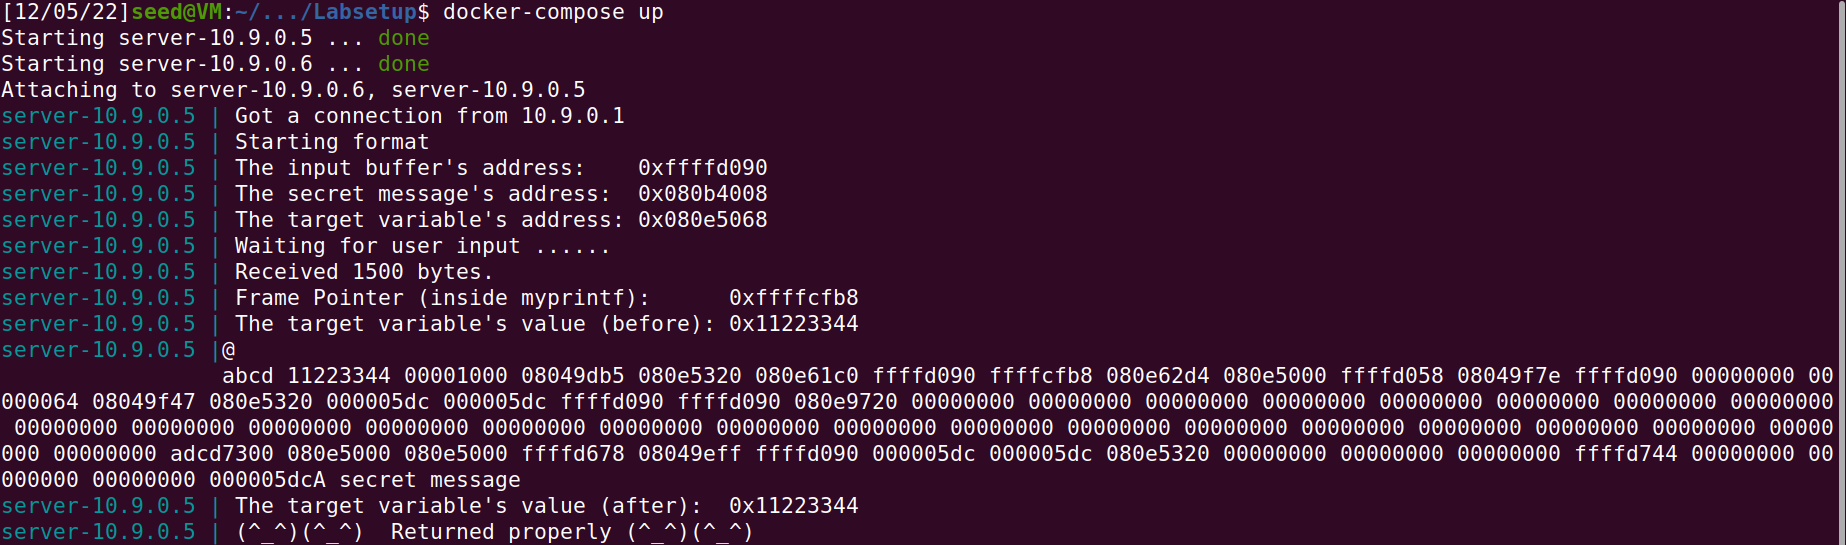 [12/05/22]seed@VM:~/.../Labsetup$ docker-compose up
Starting server-10.9.0.5 ... done
Starting server-10.9.0.6 ... done
Attaching to server-10.9.0.6, server-10.9.0.5
server-10.9.0.5 | Got a connection from 10.9.0.1
server-10.9.0.5 | Starting format
server-10.9.0.5 | The input buffer's address:    0xffffd090
server-10.9.0.5 | The secret message's address:  0x080b4008
server-10.9.0.5 | The target variable's address: 0x080e5068
server-10.9.0.5 | Waiting for user input ......
server-10.9.0.5 | Received 1500 bytes.
server-10.9.0.5 | Frame Pointer (inside myprintf):      0xffffcfb8
server-10.9.0.5 | The target variable's value (before): 0x11223344
server-10.9.0.5 |@
                 abcd 11223344 00001000 08049db5 080e5320 080e61c0 ffffd090 ffffcfb8 080e62d4 080e5000 ffffd058 08049f7e ffffd090 00000000 00
000064 08049f47 080e5320 000005dc 000005dc ffffd090 ffffd090 080e9720 00000000 00000000 00000000 00000000 00000000 00000000 00000000 00000000
 00000000 00000000 00000000 00000000 00000000 00000000 00000000 00000000 00000000 00000000 00000000 00000000 00000000 00000000 00000000 00000
000 00000000 adcd7300 080e5000 080e5000 ffffd678 08049eff ffffd090 000005dc 000005dc 080e5320 00000000 00000000 00000000 ffffd744 00000000 00
000000 00000000 000005dcA secret message
server-10.9.0.5 | The target variable's value (after):  0x11223344
server-10.9.0.5 | (^_^)(^_^)  Returned properly (^_^)(^_^)